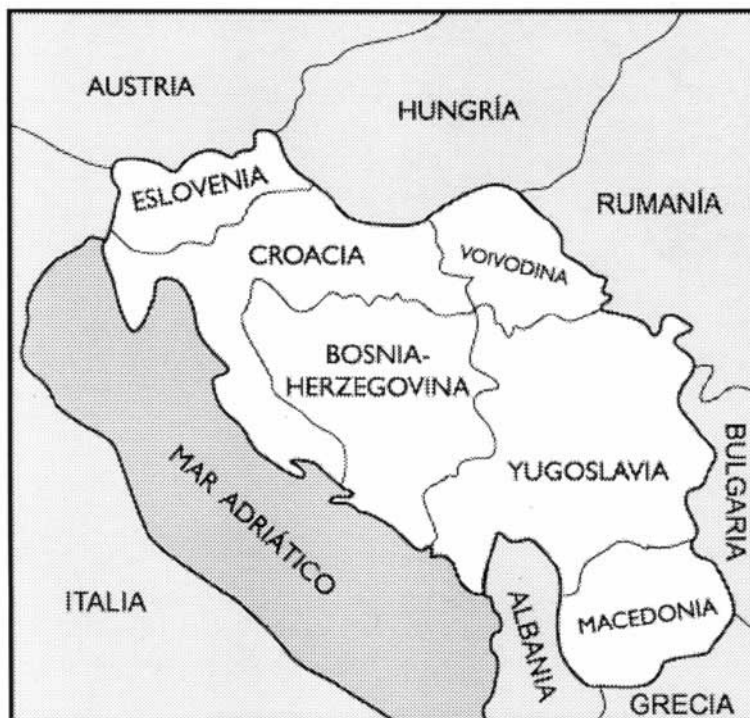 AUSTRIA
HUNGRÍA
ESLOVENIA
RUMANÍA
CROACIA
VOIVODINA
BOSNIA-
HERZEGOVINA
YUGOSLAVIA
BULGARIA
MAR ADRIÁTICO
ITALIA
ALBANIA
MACEDONIA
GRECIA